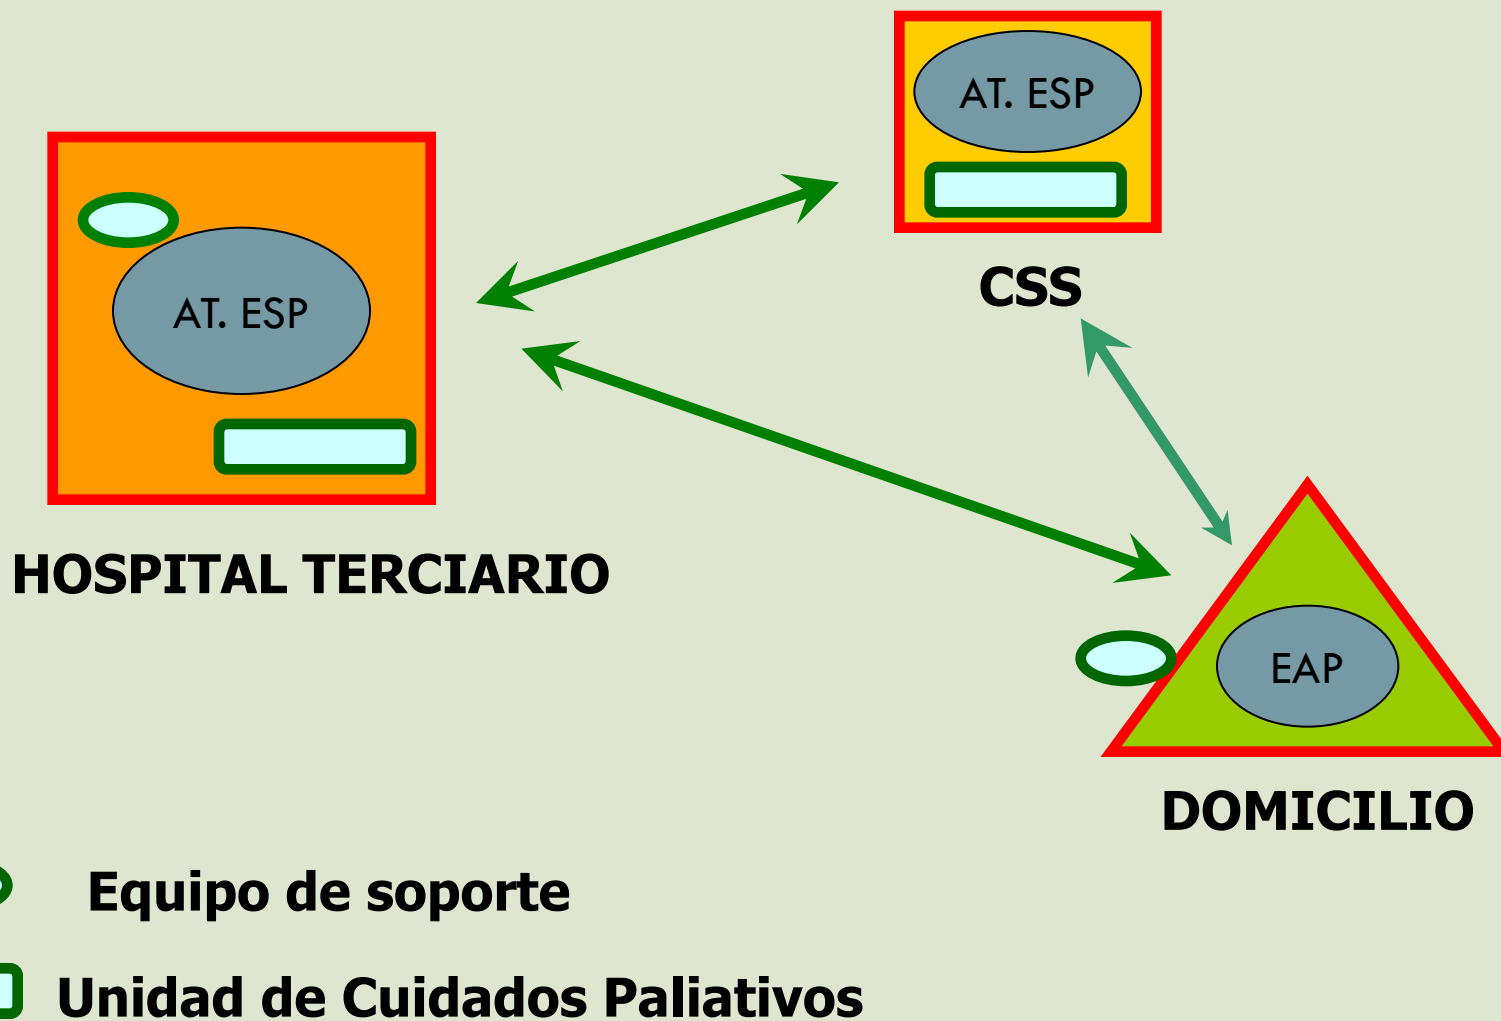 AT. ESP
CSS
AT. ESP
HOSPITAL TERCIARIO
EAP
DOMICILIO
Equipo de soporte
Unidad de Cuidados Paliativos